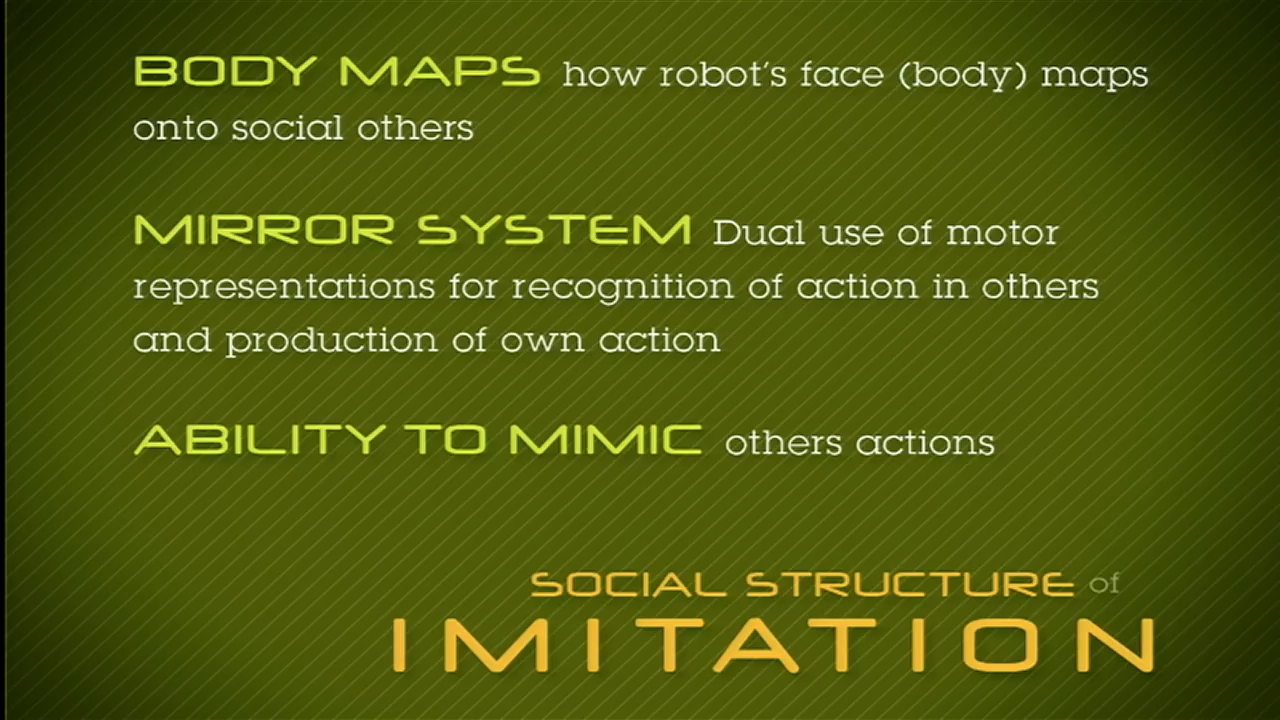 BODY MAPS how robot's face (body) maps
onto social others
MIRROR SYSTEM Dual use of motor
representations for recognition of action in others
and production of own action
ABILITY TO MIMIC others actions
SOCIAL STRUCTURE of
IMITATION